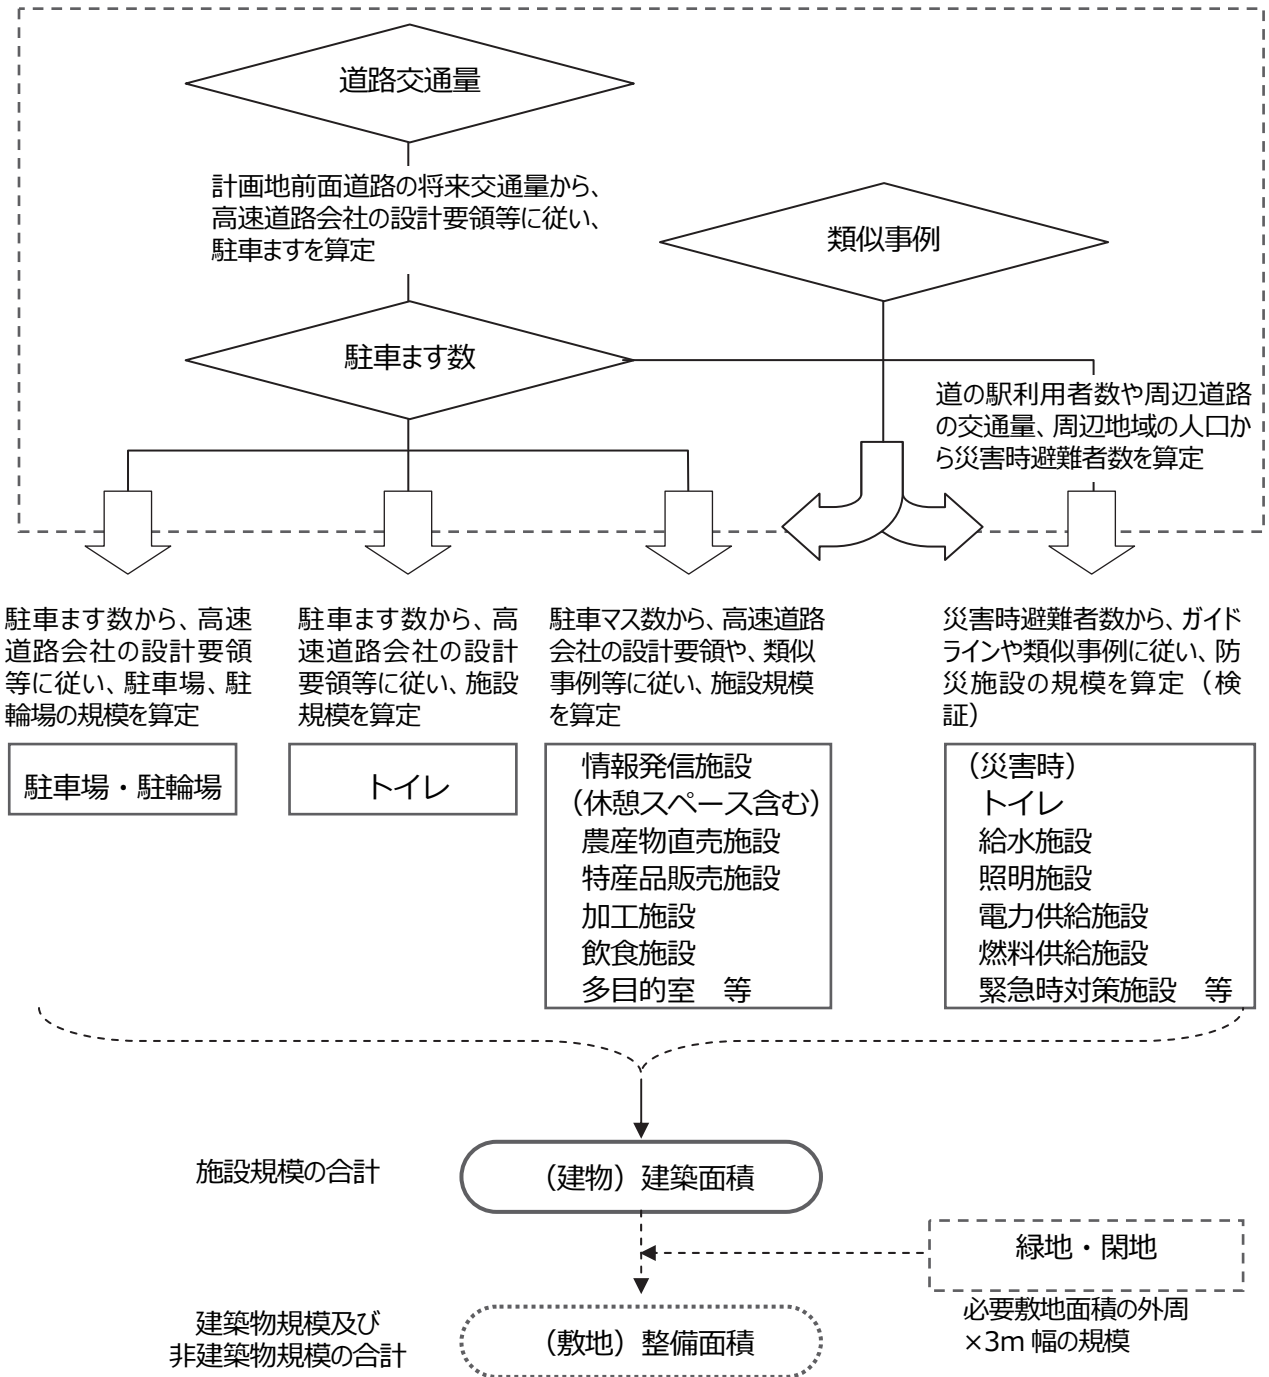 道路交通量
計画地前面道路の将来交通量から、
高速道路会社の設計要領等に従い、
駐車ますを算定
類似事例
駐車ます数
道の駅利用者数や周辺道路
の交通量、周辺地域の人口か
ら災害時避難者数を算定
駐車ます数から、高速
道路会社の設計要領
等に従い、駐車場、駐
輪場の規模を算定
駐車場・駐輪場
駐車ます数から、高
速道路会社の設計
要領等に従い、施設
規模を算定
トイレ
駐車マス数から、高速道路
会社の設計要領や、類似
事例等に従い、施設規模
を算定
情報発信施設
（休憩スペース含む）
農産物直売施設
特産品販売施設
加工施設
飲食施設
多目的室　等
災害時避難者数から、ガイド
ラインや類似事例に従い、防
災施設の規模を算定（検
証）
（災害時）
トイレ
給水施設
照明施設
電力供給施設
燃料供給施設
緊急時対策施設　等
施設規模の合計
（建物）建築面積
緑地・閑地
必要敷地面積の外周
×3m 幅の規模
建築物規模及び
非建築物規模の合計
（敷地）整備面積